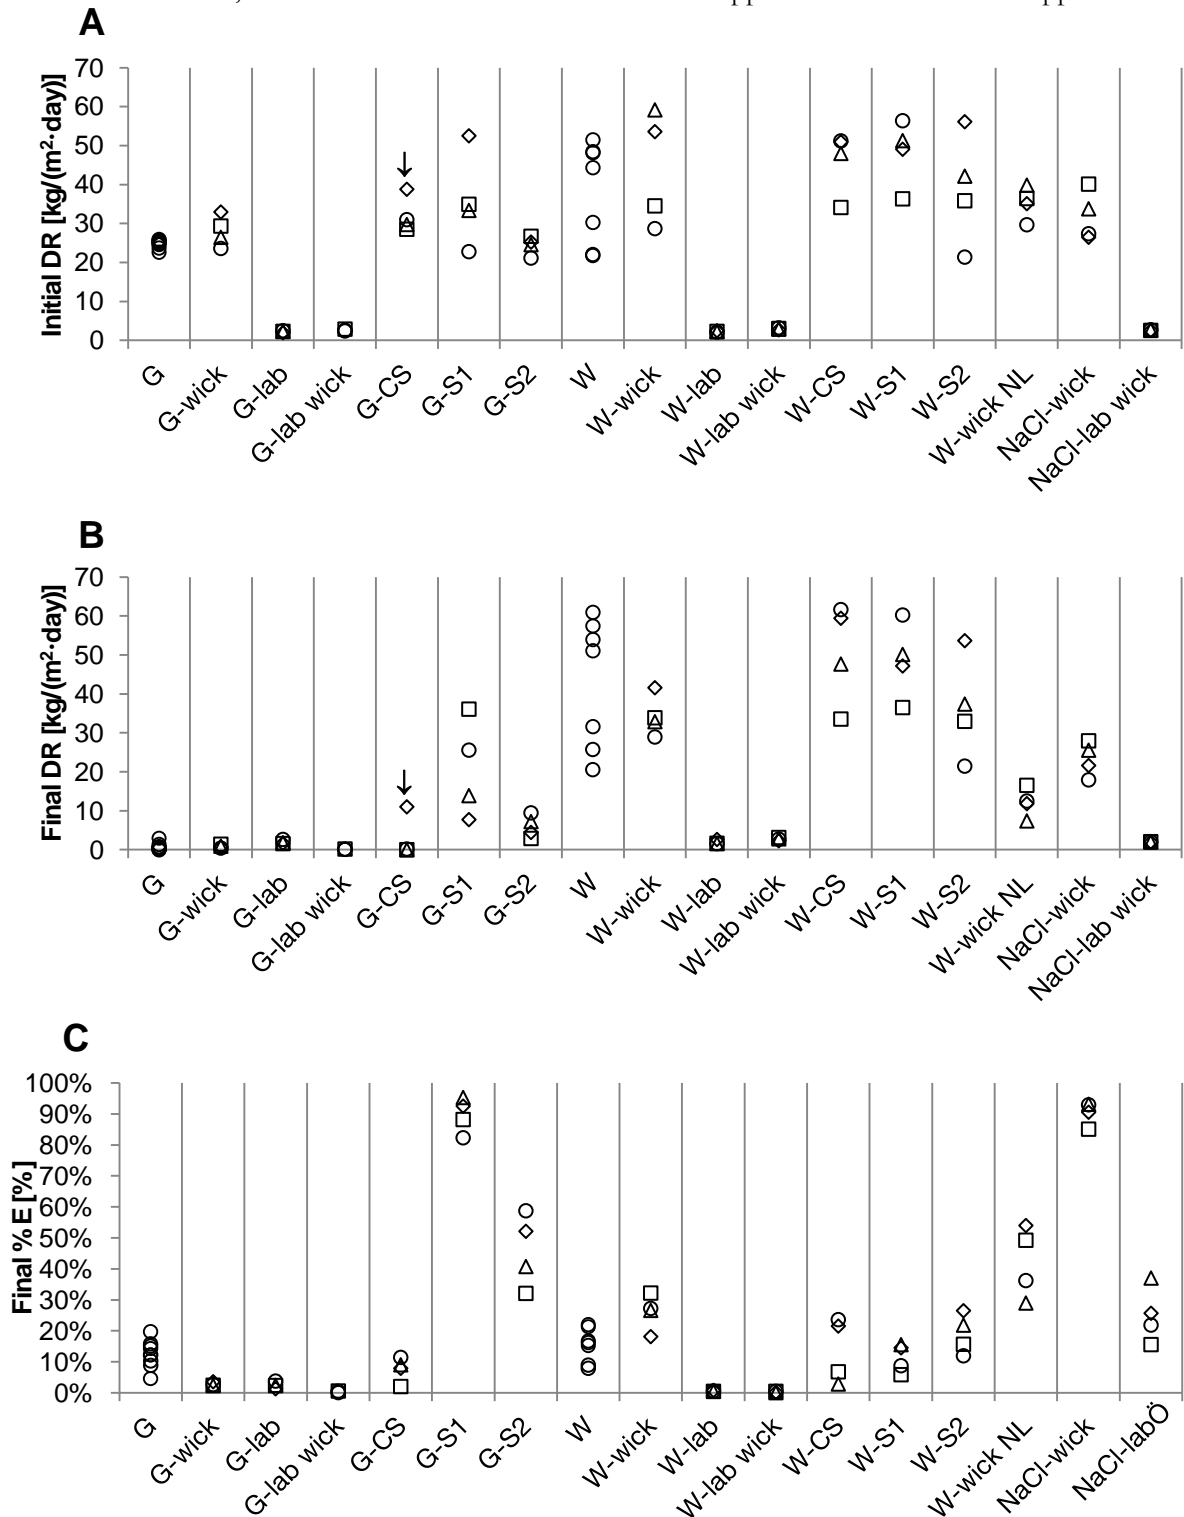 A
Initial DR [kg/(m²·day)]
70
60
50
40
30
20
10
0
G
G-wick
G-lab
G-lab wick
G-CS
G-S1
G-S2
W
W-wick
W-lab
W-lab wick
W-CS
W-S1
W-S2
W-wick NL
NaCl-wick
NaCl-lab wick
B
Final DR [kg/(m²·day)]
70
60
50
40
30
20
10
0
G
G-wick
G-lab
G-lab wick
G-CS
G-S1
G-S2
W
W-wick
W-lab
W-lab wick
W-CS
W-S1
W-S2
W-wick NL
NaCl-wick
NaCl-lab wick
C
Final %E [%]
100%
90%
80%
70%
60%
50%
40%
30%
20%
10%
0%
G
G-wick
G-lab
G-lab wick
G-CS
G-S1
G-S2
W
W-wick
W-lab
W-lab wick
W-CS
W-S1
W-S2
W-wick NL
NaCl-wick
NaCl-labÖ